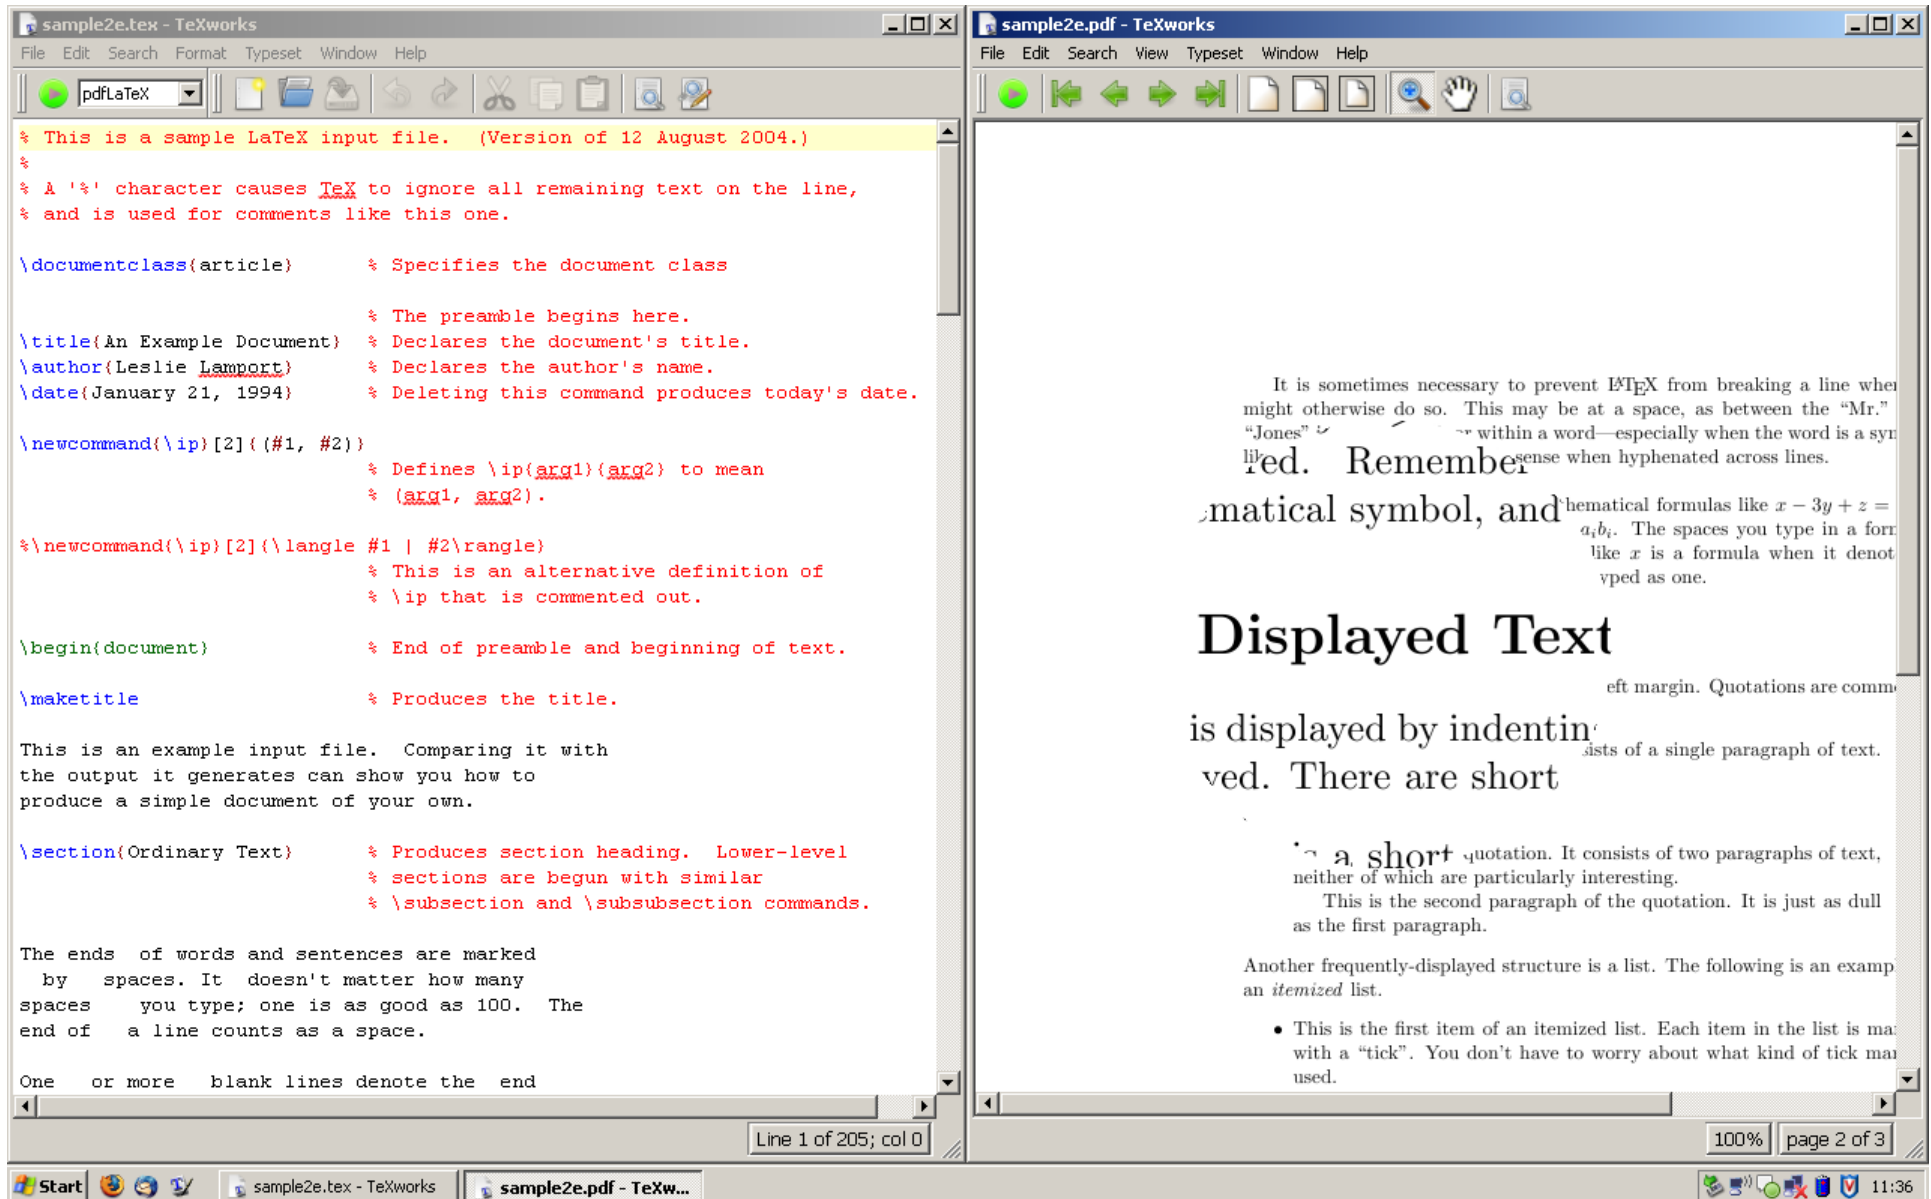 sample2e.tex - TeXworks
File Edit Search Format Typeset Window Help
pdfLaTeX
% This is a sample LaTeX input file.  (Version of 12 August 2004.)
%
% A '%' character causes TeX to ignore all remaining text on the line,
% and is used for comments like this one.
\documentclass{article}      % Specifies the document class
% The preamble begins here.
\title{An Example Document}  % Declares the document's title.
\author{Leslie Lamport}      % Declares the author's name.
\date{January 21, 1994}      % Deleting this command produces today's date.
\newcommand{\ip}[2]{(#1, #2)}
% Defines \ip{arg1}{arg2} to mean
% (arg1, arg2).
%\newcommand{\ip}[2]{\langle #1 | #2\rangle}
% This is an alternative definition of
% \ip that is commented out.
\begin{document}             % End of preamble and beginning of text.
\maketitle                   % Produces the title.
This is an example input file.  Comparing it with
the output it generates can show you how to
produce a simple document of your own.
\section{Ordinary Text}      % Produces section heading.  Lower-level
% sections are begun with similar
% \subsection and \subsubsection commands.
The ends  of words and sentences are marked
by   spaces. It  doesn't matter how many
spaces    you type; one is as good as 100.  The
end of   a line counts as a space.
One   or more   blank lines denote the  end
Line 1 of 205; col 0
sample2e.pdf - TeXworks
File Edit Search View Typeset Window Help
It is sometimes necessary to prevent LATEX from breaking a line when
might otherwise do so. This may be at a space, as between the “Mr.”
“Jones” within a word—especially when the word is a sym
red. Remember sense when hyphenated across lines.
matical symbol, and hematical formulas like x − 3y + z =
aibi. The spaces you type in a form
like x is a formula when it denot
yped as one.
Displayed Text
eft margin. Quotations are comm
is displayed by indentin
sists of a single paragraph of text.
ved. There are short
a short quotation. It consists of two paragraphs of text,
neither of which are particularly interesting.
This is the second paragraph of the quotation. It is just as dull
as the first paragraph.
Another frequently-displayed structure is a list. The following is an examp
an itemized list.
• This is the first item of an itemized list. Each item in the list is ma
with a “tick”. You don't have to worry about what kind of tick mar
used.
100% page 2 of 3
Start sample2e.tex - TeXworks sample2e.pdf - TeXw... 11:36